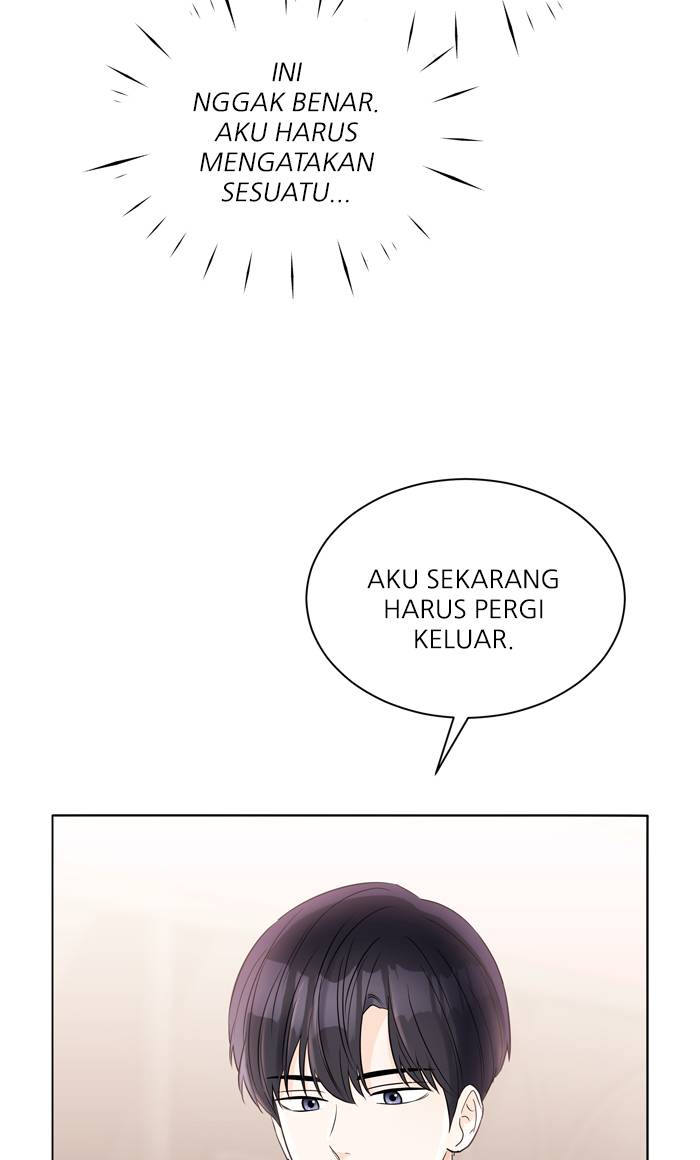 INI
NGGAK BENAR.
AKU HARUS
MENGATAKAN
SESUATU...
AKU SEKARANG
HARUS PERGI
KELUAR.